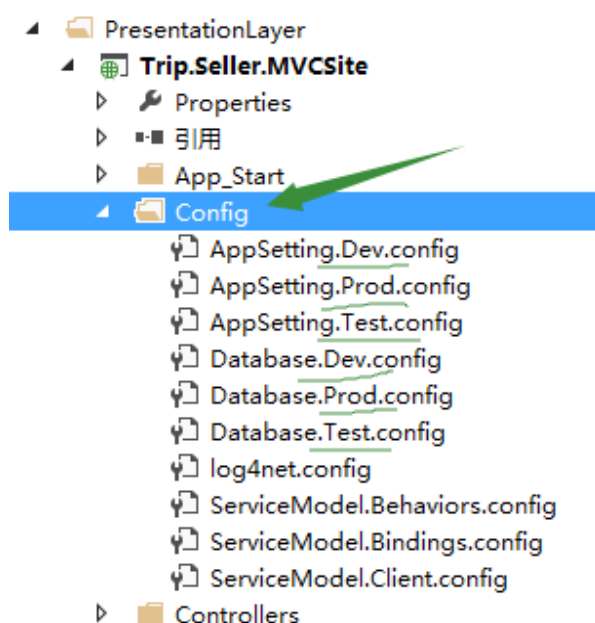 PresentationLayer
Trip.Seller.MVCSite
Properties
引用
App_Start
Config
AppSetting.Dev.config
AppSetting.Prod.config
AppSetting.Test.config
Database.Dev.config
Database.Prod.config
Database.Test.config
log4net.config
ServiceModel.Behaviors.config
ServiceModel.Bindings.config
ServiceModel.Client.config
Controllers